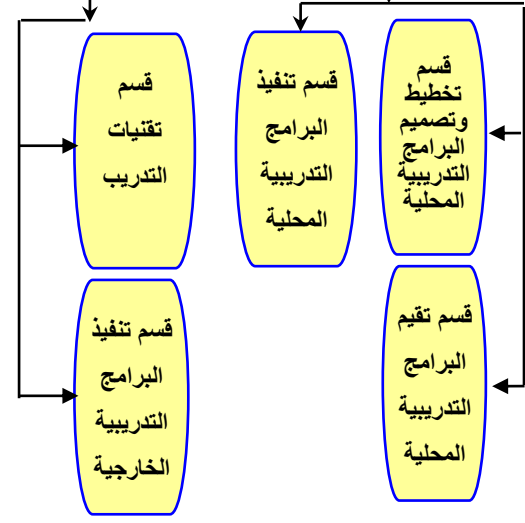 قسم
تخطيط
وتصميم
البرامج
التدريبية
المحلية
قسم تنفيذ
البرامج
التدريبية
المحلية
قسم
تقنيات
التدريب
قسم تقيم
البرامج
التدريبية
المحلية
قسم تنفيذ
البرامج
التدريبية
الخارجية